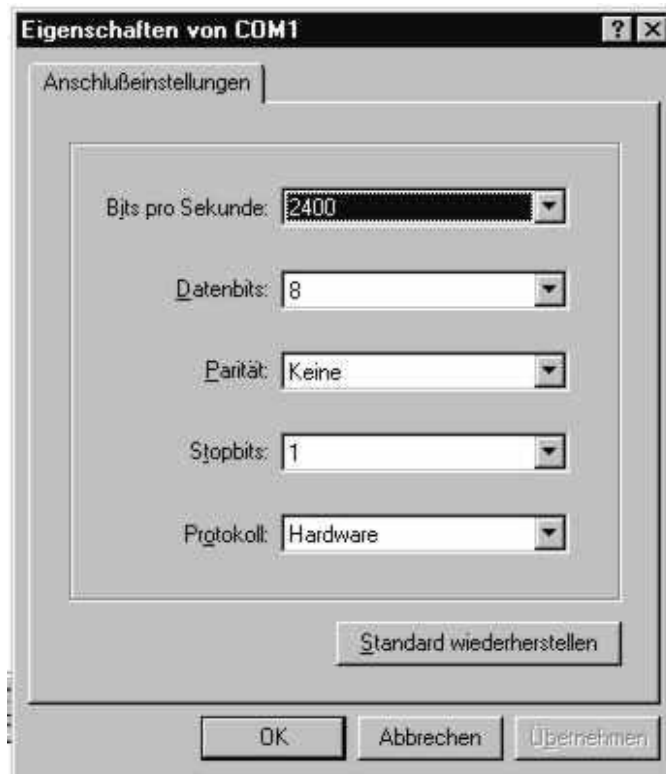 Eigenschaften von COM1
Anschlußeinstellungen
Bits pro Sekunde: 2400
Datenbits: 8
Parität: Keine
Stopbits: 1
Protokoll: Hardware
Standard wiederherstellen
OK Abbrechen Übernehmen